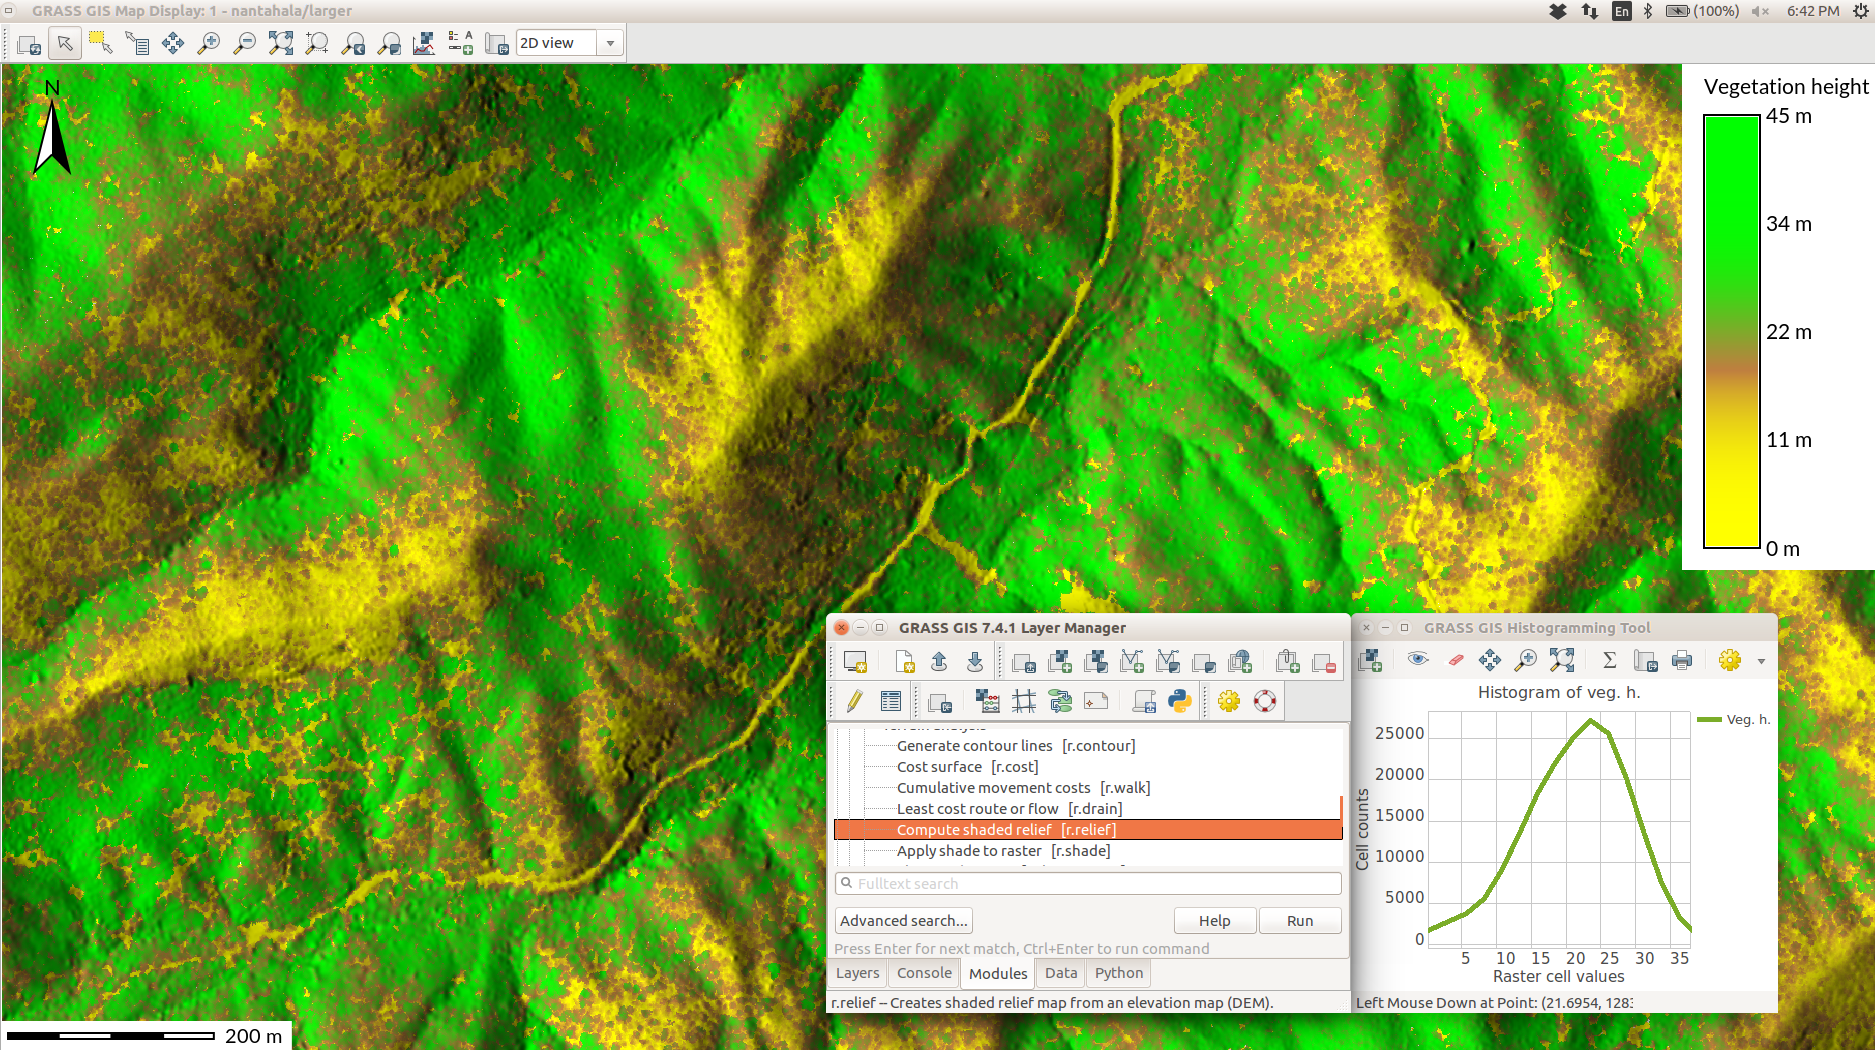 GRASS GIS Map Display: 1 - nantahala/larger
En
(100%)
6:42 PM
A
2D view
N
Vegetation height
45 m
34 m
22 m
11 m
0 m
200 m
GRASS GIS 7.4.1 Layer Manager
Generate contour lines [r.contour]
Cost surface [r.cost]
Cumulative movement costs [r.walk]
Least cost route or flow [r.drain]
Compute shaded relief [r.relief]
Apply shade to raster [r.shade]
Fulltext search
Advanced search...
Help
Run
Press Enter for next match, Ctrl+Enter to run command
Layers
Console
Modules
Data
Python
r.relief -- Creates shaded relief map from an elevation map (DEM).
GRASS GIS Histogramming Tool
Σ
Histogram of veg. h.
Veg. h.
Cell counts
25000
20000
15000
10000
5000
0
5 10 15 20 25 30 35
Raster cell values
Left Mouse Down at Point: (21.6954, 1283